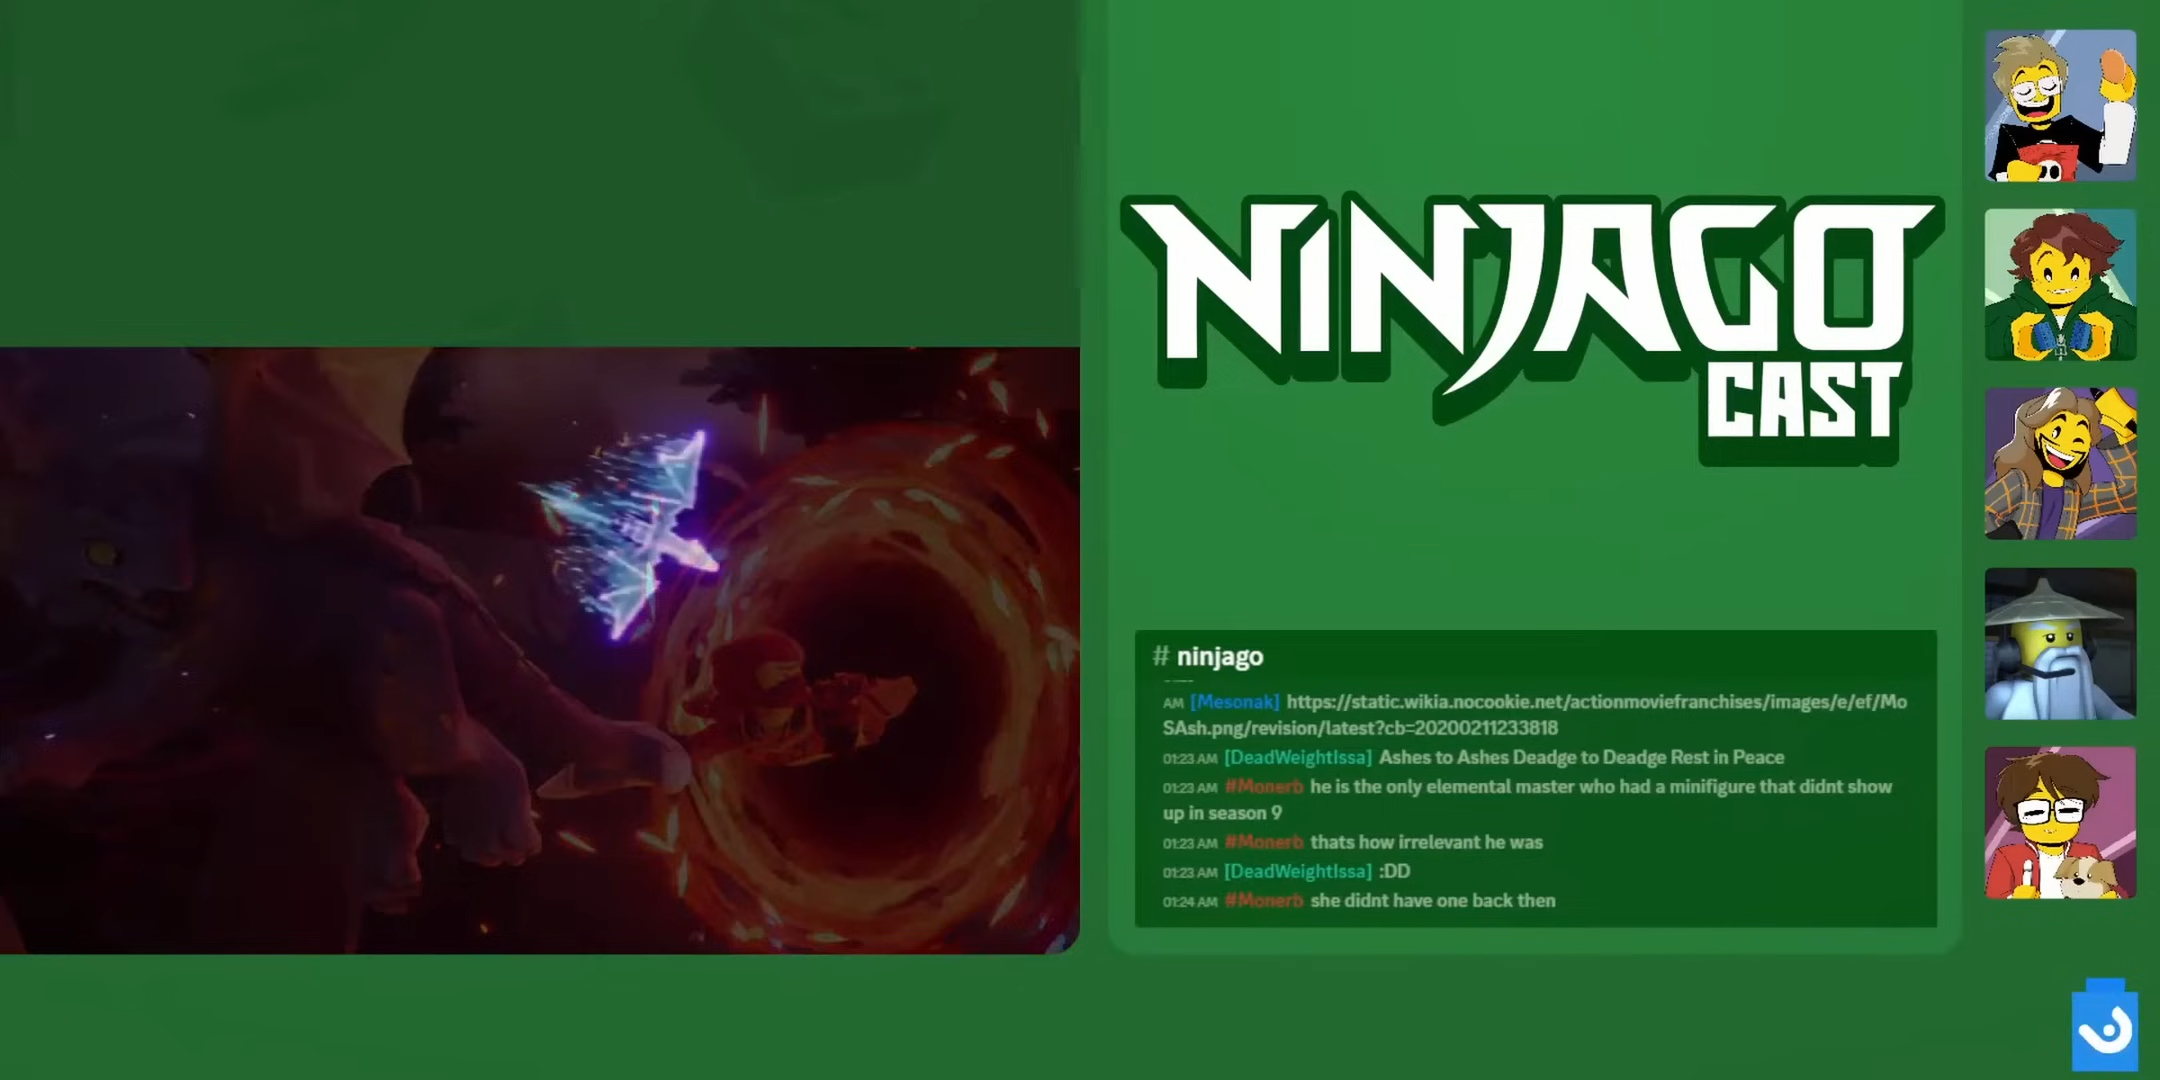 NINJAGO
CAST
# ninjago
AM [Mesonak] https://static.wikia.nocookie.net/actionmoviefranchises/images/e/ef/Mo
SAsh.png/revision/latest?cb=20200211233818
01:23 AM [DeadWeightIssa] Ashes to Ashes Deadge to Deadge Rest in Peace
01:23 AM #Monerb he is the only elemental master who had a minifigure that didnt show
up in season 9
01:23 AM #Monerb thats how irrelevant he was
01:23 AM [DeadWeightIssa] :DD
01:24 AM #Monerb she didnt have one back then